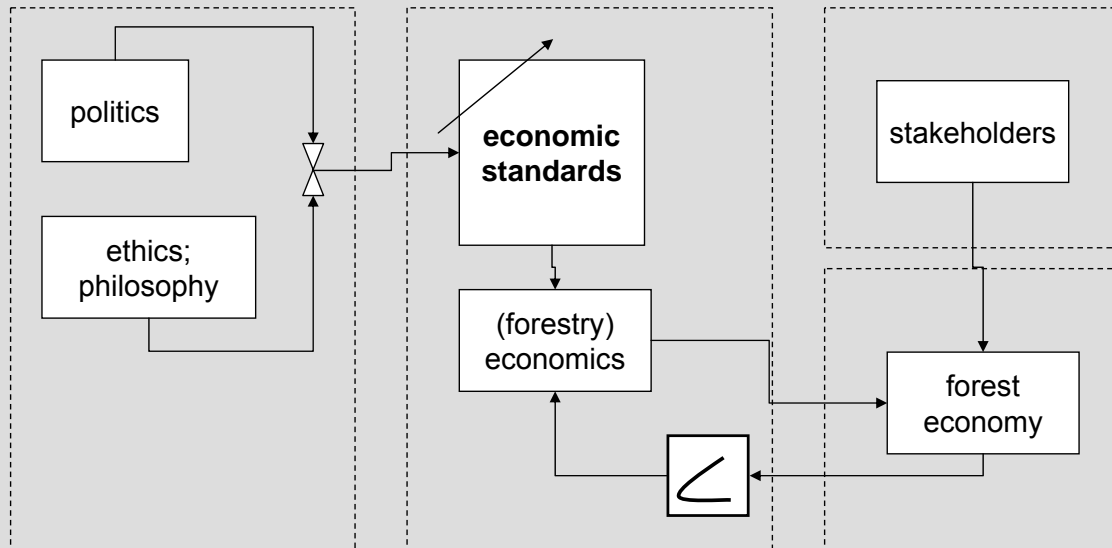 politics
ethics;
philosophy
economic
standards
(forestry)
economics
stakeholders
forest
economy